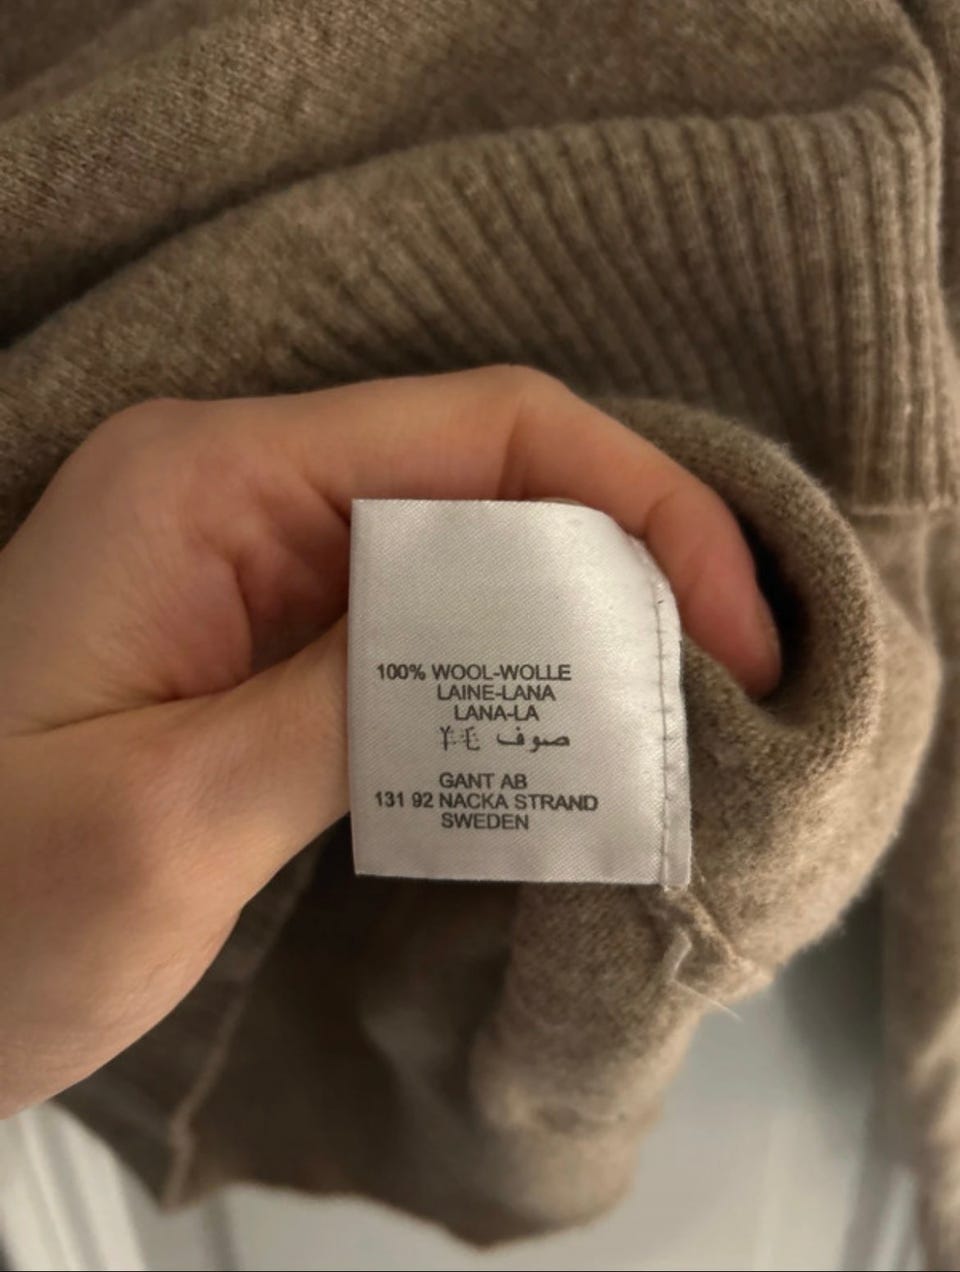 100% WOOL-WOLLE
LAINE-LANA
LANA-LA
صوف
GANT AB
131 92 NACKA STRAND
SWEDEN